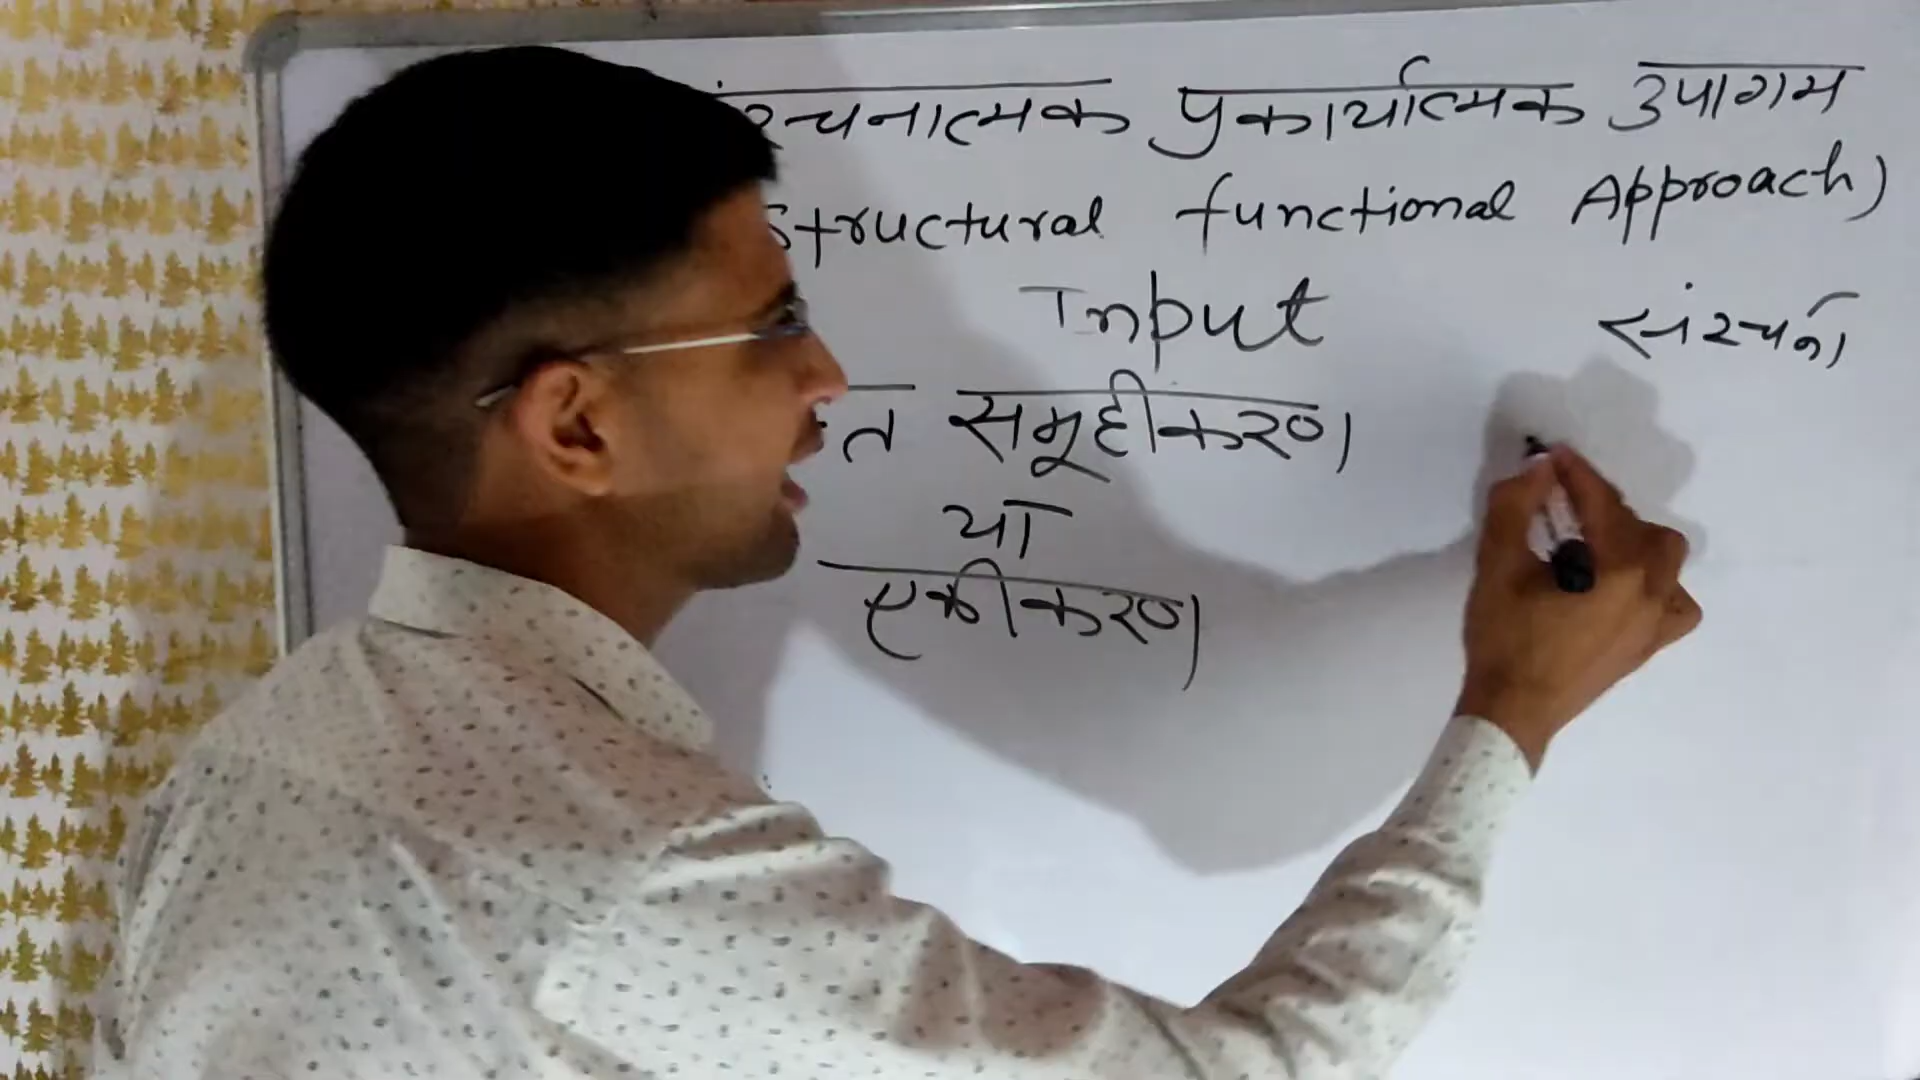 संरचनात्मक प्रकार्यात्मक उपागम
Structural functional Approach)
Input संरचना
त समूहीकरण
या
एकीकरण